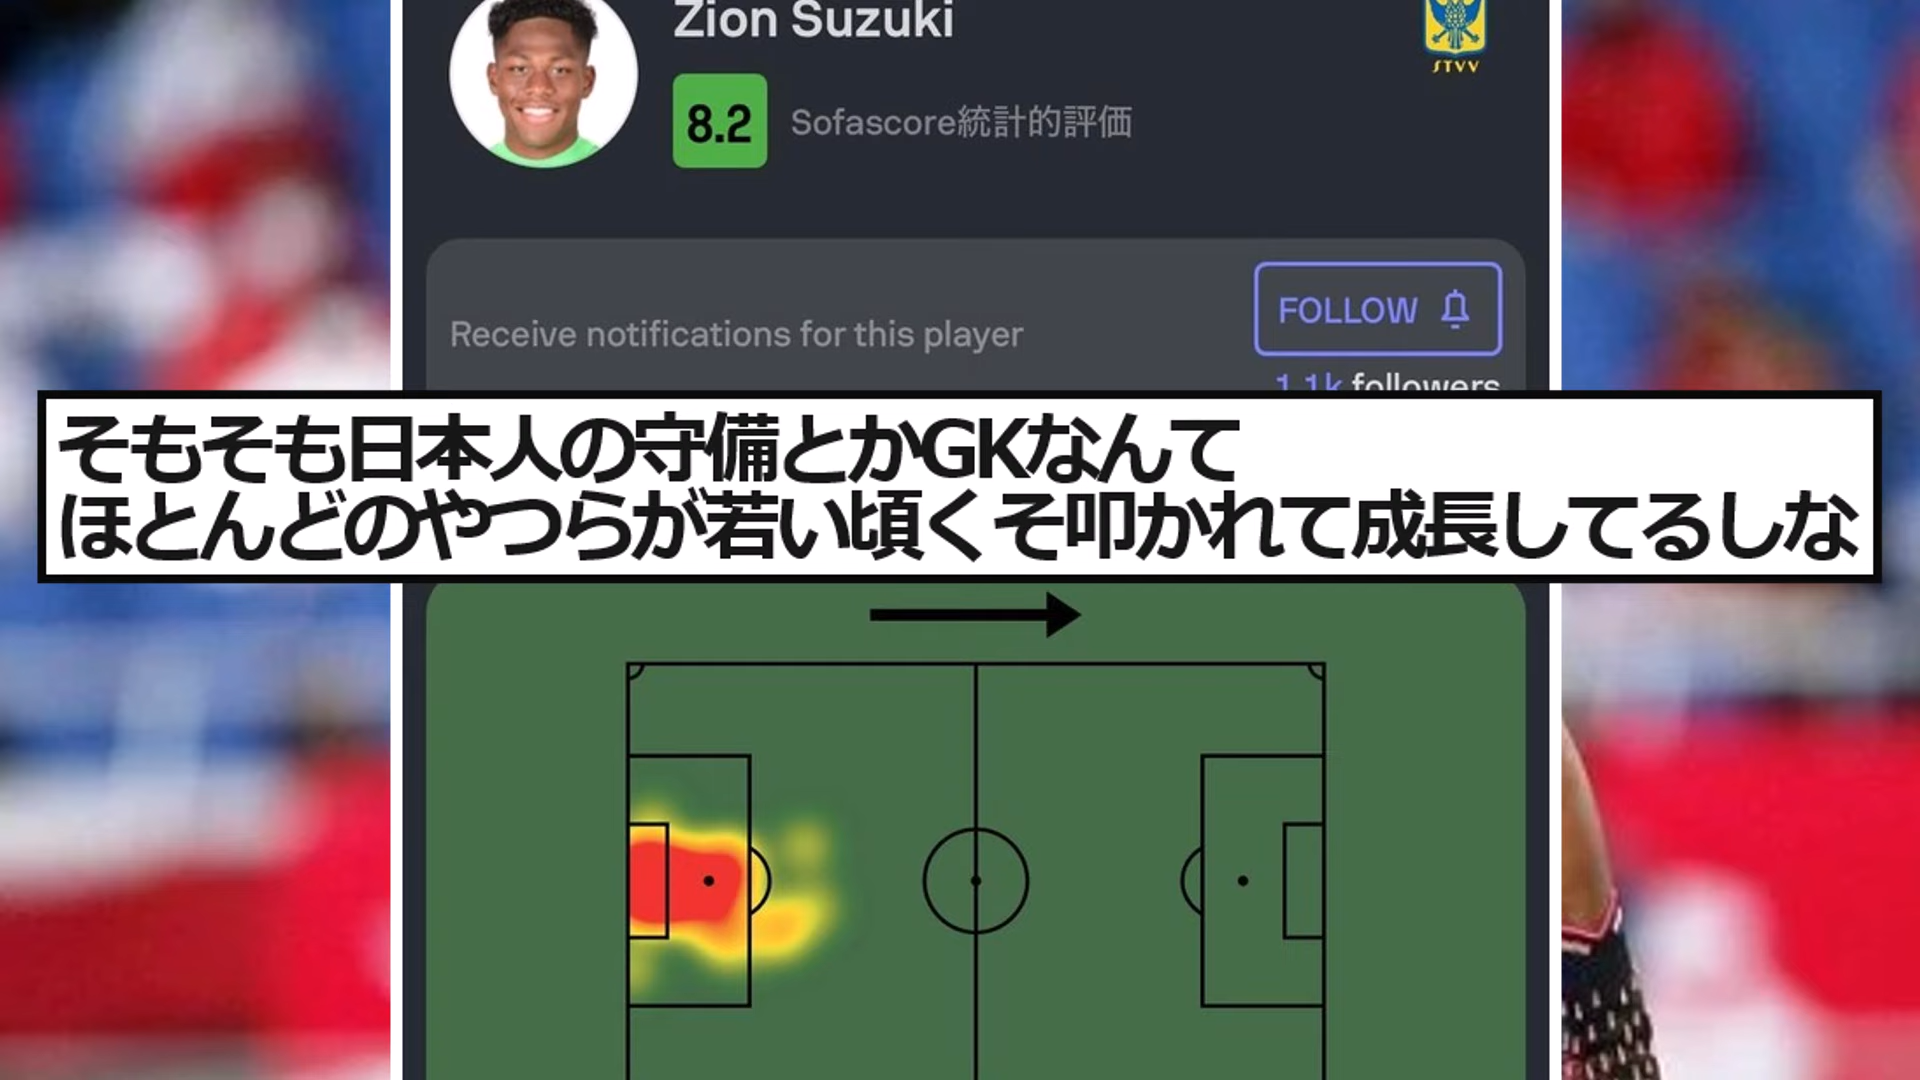 Zion Suzuki
STVV
8.2
Sofascore統計的評価
Receive notifications for this player
FOLLOW
1.1k followers
そもそも日本人の守備とかGKなんて
ほとんどのやつらが若い頃くそ叩かれて成長してるしな